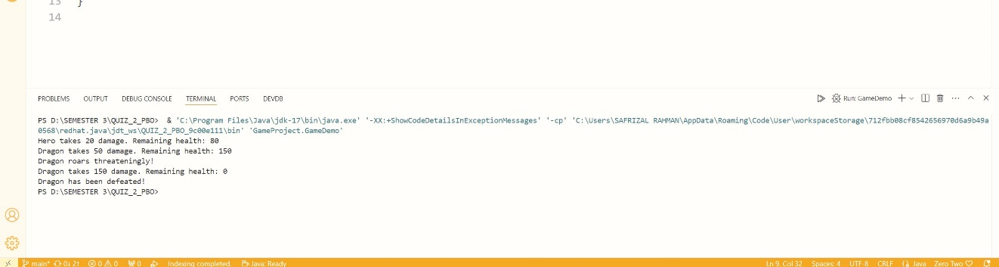 13 }
14
PROBLEMS OUTPUT DEBUG CONSOLE TERMINAL PORTS DEVDB Run: GameDemo
PS D:\SEMESTER 3\QUIZ_2_PBO>  & 'C:\Program Files\Java\jdk-17\bin\java.exe' '-XX:+ShowCodeDetailsInExceptionMessages' '-cp' 'C:\Users\SAFRIZAL RAHMAN\AppData\Roaming\Code\User\workspaceStorage\712fbb08cf8542656970d6a9b49a
0568\redhat.java\jdt_ws\QUIZ_2_PBO_9c00e111\bin' 'GameProject.GameDemo'
Hero takes 20 damage. Remaining health: 80
Dragon takes 50 damage. Remaining health: 150
Dragon roars threateningly!
Dragon takes 150 damage. Remaining health: 0
Dragon has been defeated!
PS D:\SEMESTER 3\QUIZ_2_PBO>
main* 0↓ 2↑ 0 0 0 Indexing completed. Java: Ready Ln 9, Col 32 Spaces: 4 UTF-8 CRLF { } Java Zero Two